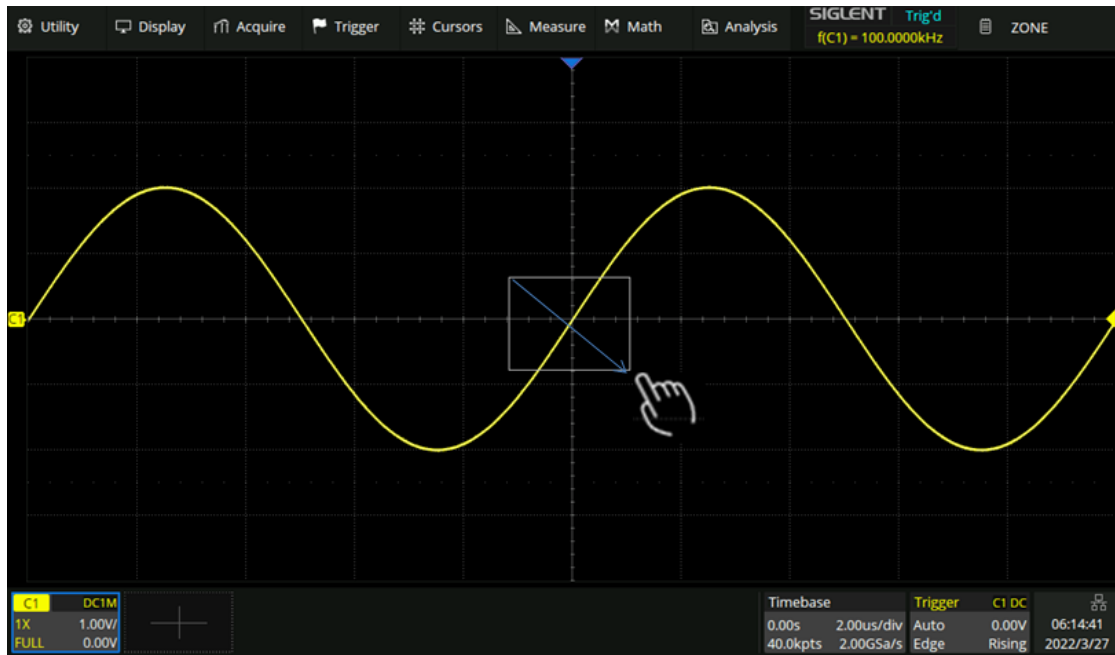 Utility Display Acquire Trigger Cursors Measure Math Analysis SIGLENT Trig'd ZONE
f(C1) = 100.0000kHz
C1
C1 DC1M
1X 1.00V/
FULL 0.00V
Timebase
0.00s 2.00us/div
40.0kpts 2.00GSa/s
Trigger C1 DC
Auto 0.00V
Edge Rising
06:14:41
2022/3/27